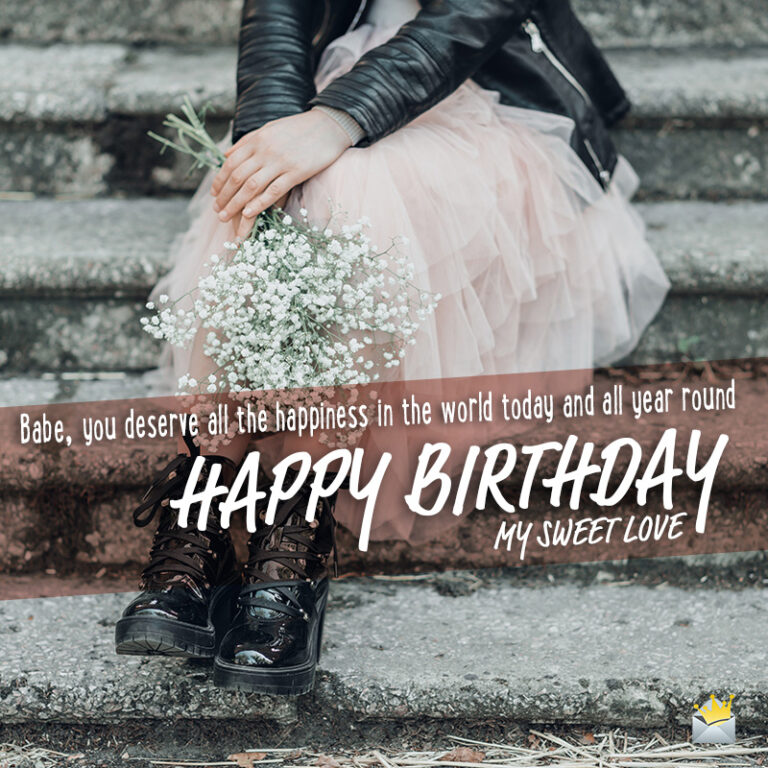 Babe, you deserve all the happiness in the world today and all year round
HAPPY BIRTHDAY
MY SWEET LOVE